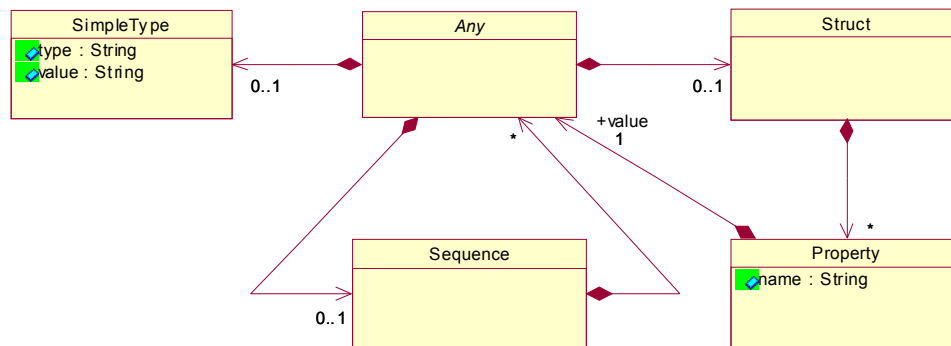 SimpleType
type : String
value : String
Any
Struct
0..1
0..1
*
+value
1
*
Sequence
0..1
Property
name : String